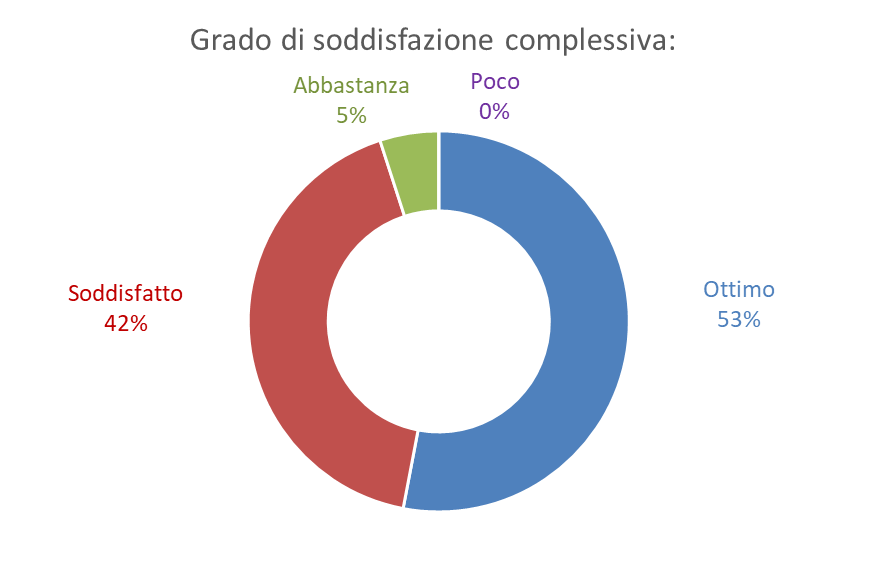 Grado di soddisfazione complessiva:
Abbastanza
5%
Poco
0%
Soddisfatto
42%
Ottimo
53%